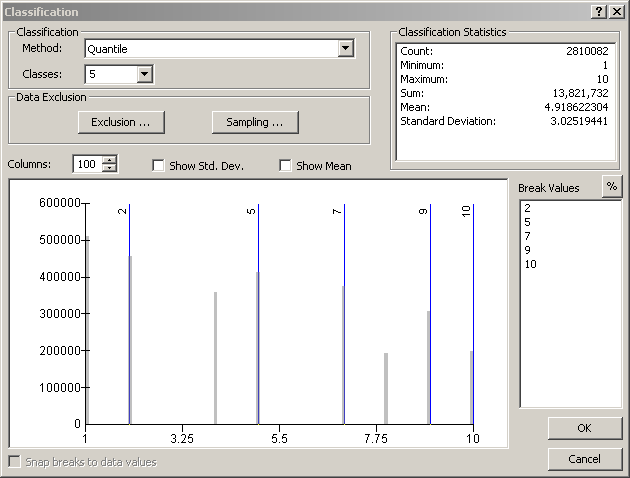 Classification
Classification
Method: Quantile
Classes: 5
Data Exclusion
Exclusion ...
Sampling ...
Classification Statistics
Count: 2810082
Minimum: 1
Maximum: 10
Sum: 13,821,732
Mean: 4.918622304
Standard Deviation: 3.02519441
Columns: 100
Show Std. Dev.
Show Mean
Break Values
%
2
5
7
9
10
600000
500000
400000
300000
200000
100000
0
2
5
7
9
10
1
3.25
5.5
7.75
10
OK
Snap breaks to data values
Cancel